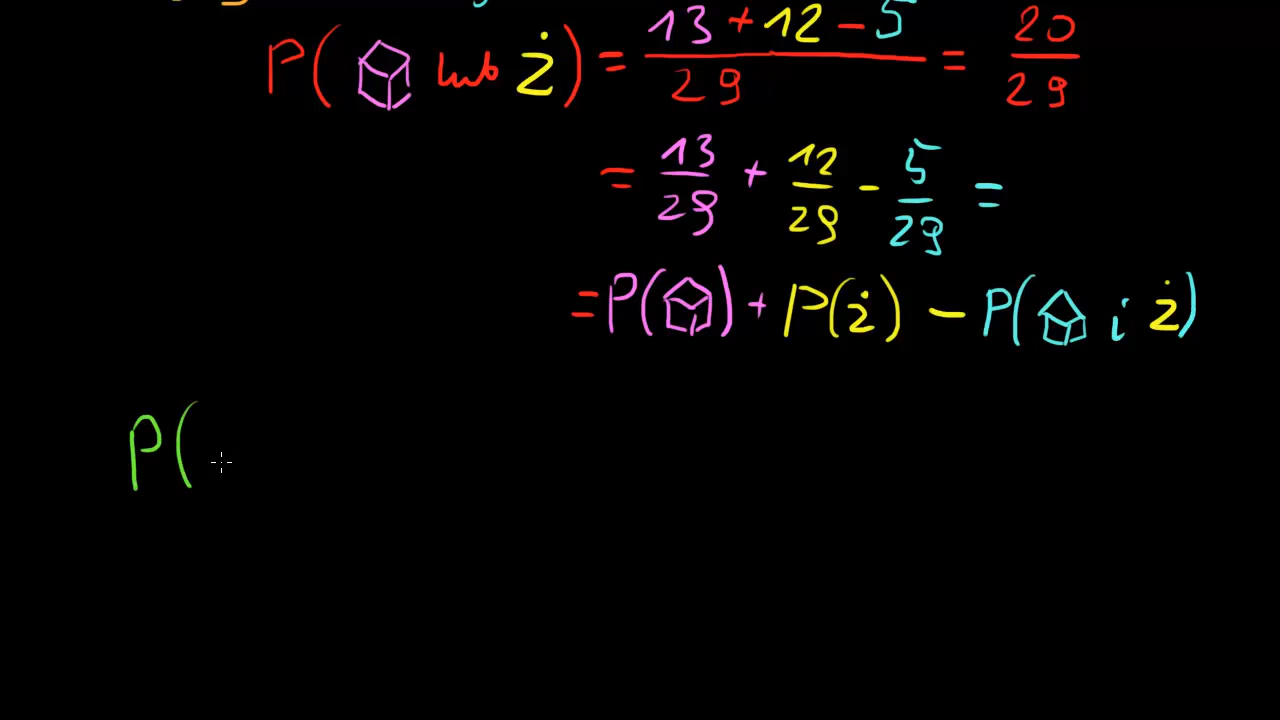 P( lub Ż) = 13 + 12 - 5 / 29 = 20 / 29
= 13/29 + 12/29 - 5/29 =
= P( ) + P(ż) - P( i ż)
P(